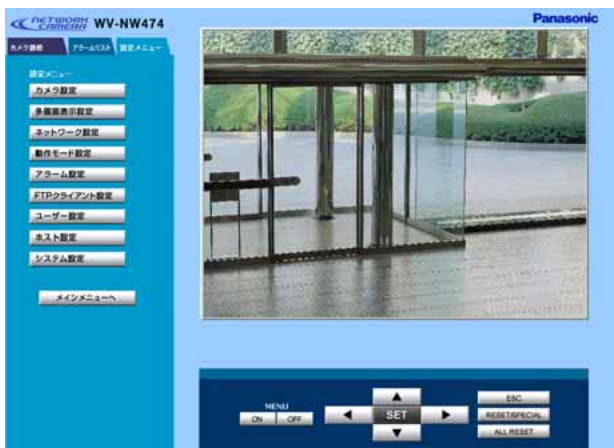 NETWORK CAMERA WV-NW474
Panasonic
カメラ操作 アラームリスト 設定メニュー
設定メニュー
カメラ設定
多画面表示設定
ネットワーク設定
動作モード設定
アラーム設定
FTPクライアント設定
ユーザー設定
ホスト設定
システム設定
メインメニューへ
MENU
ON OFF
SET
ESC
RESET/SPECIAL
ALL RESET